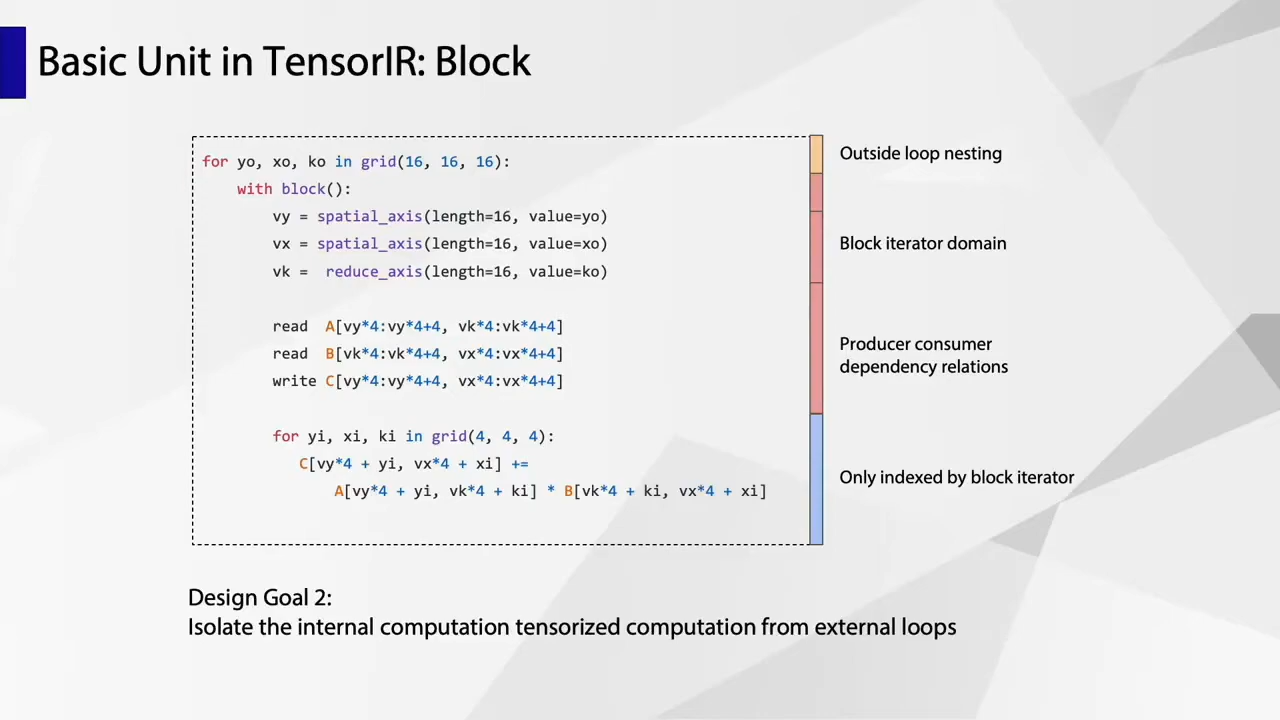 Basic Unit in TensorIR: Block
for yo, xo, ko in grid(16, 16, 16):
with block():
vy = spatial_axis(length=16, value=yo)
vx = spatial_axis(length=16, value=xo)
vk = reduce_axis(length=16, value=ko)
read A[vy*4:vy*4+4, vk*4:vk*4+4]
read B[vk*4:vk*4+4, vx*4:vx*4+4]
write C[vy*4:vy*4+4, vx*4:vx*4+4]
for yi, xi, ki in grid(4, 4, 4):
C[vy*4 + yi, vx*4 + xi] +=
A[vy*4 + yi, vk*4 + ki] * B[vk*4 + ki, vx*4 + xi]
Outside loop nesting
Block iterator domain
Producer consumer
dependency relations
Only indexed by block iterator
Design Goal 2:
Isolate the internal computation tensorized computation from external loops